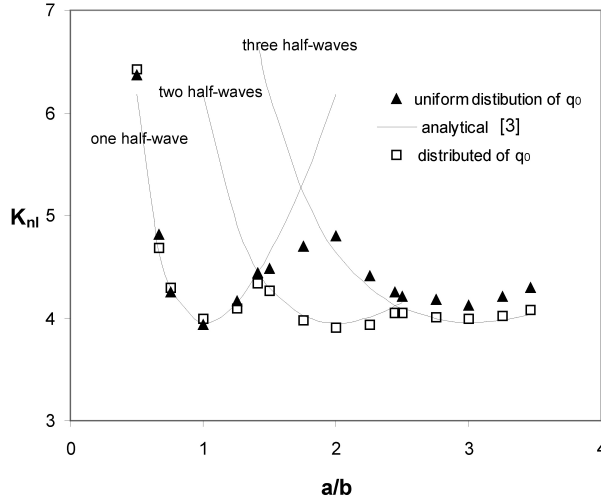 7
three half-waves
6
two half-waves
uniform distibution of q0
analytical [3]
one half-wave
distributed of q0
Knl
5
4
3
0
1
2
3
4
a/b